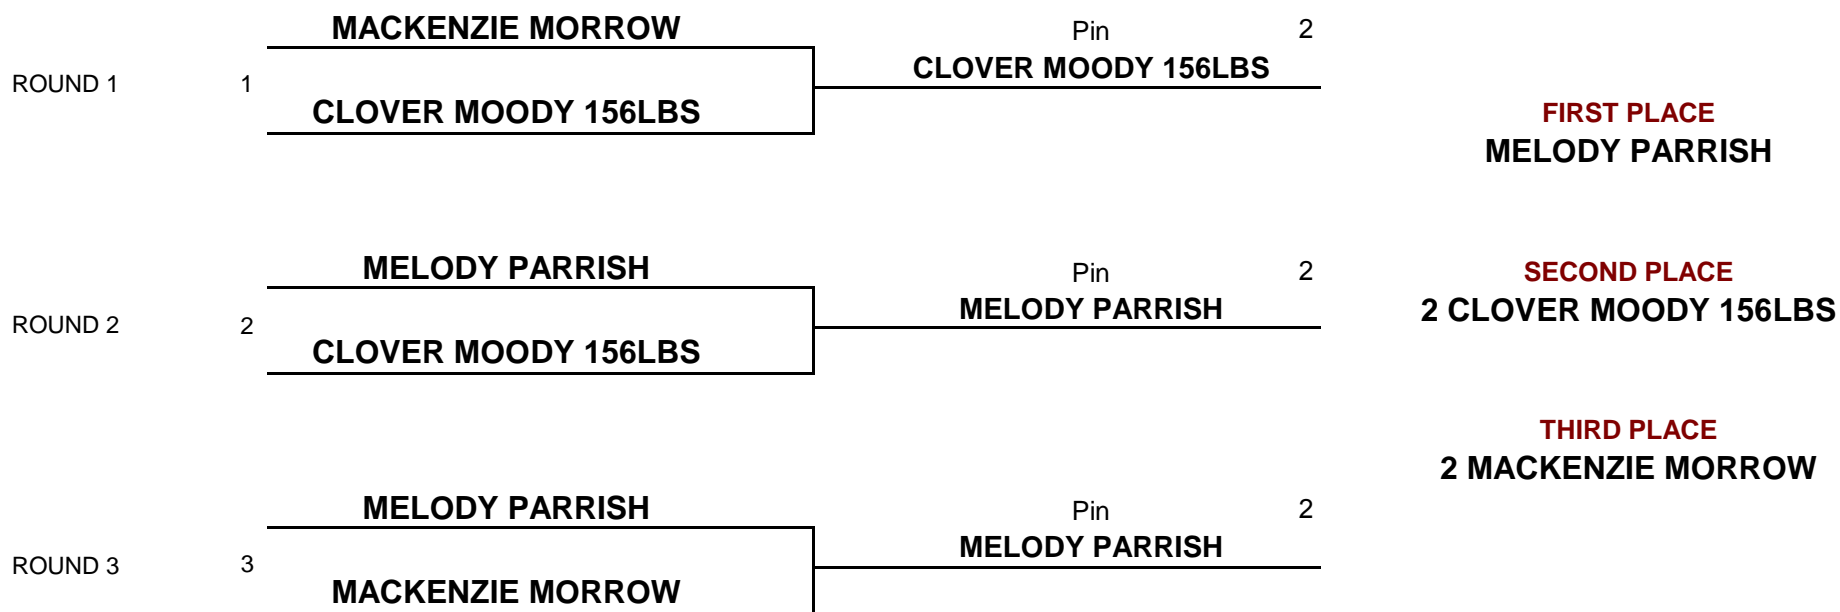 MACKENZIE MORROW
Pin 2
ROUND 1 1
CLOVER MOODY 156LBS
CLOVER MOODY 156LBS
FIRST PLACE
MELODY PARRISH
MELODY PARRISH
Pin 2
ROUND 2 2
MELODY PARRISH
CLOVER MOODY 156LBS
SECOND PLACE
2 CLOVER MOODY 156LBS
THIRD PLACE
2 MACKENZIE MORROW
MELODY PARRISH
Pin 2
ROUND 3 3
MELODY PARRISH
MACKENZIE MORROW